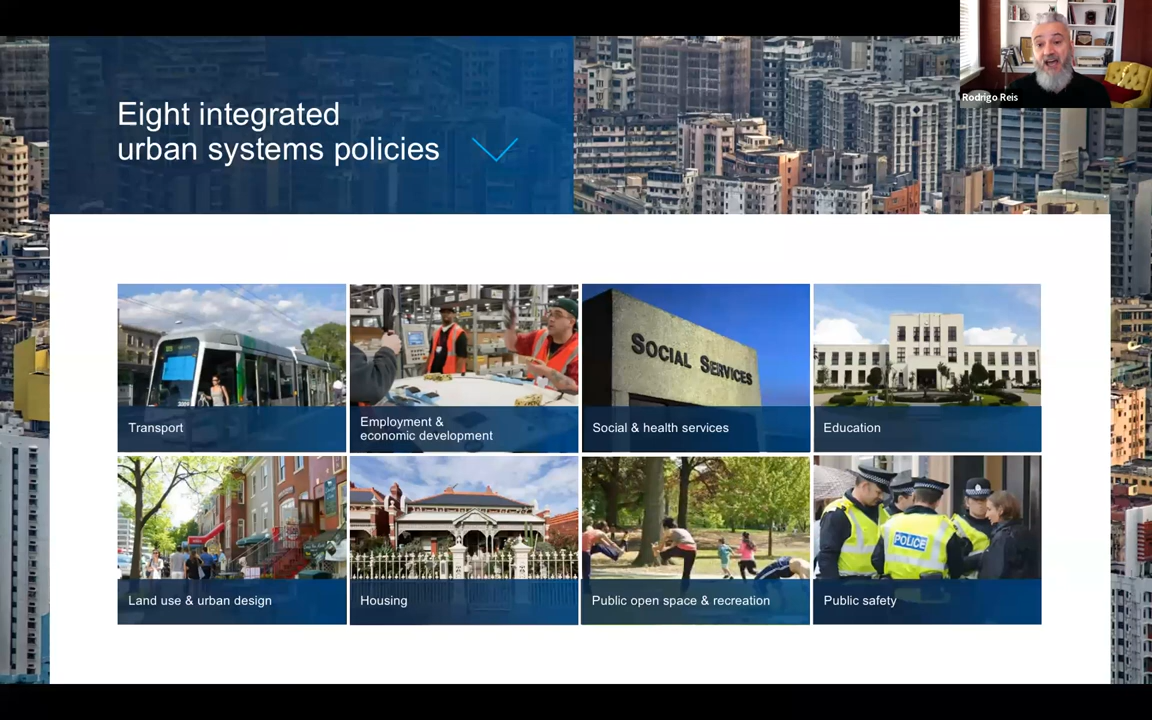 Rodrigo Reis
Eight integrated
urban systems policies
SOCIAL SERVICES
Transport
Employment &
economic development
Social & health services
Education
POLICE
Land use & urban design
Housing
Public open space & recreation
Public safety